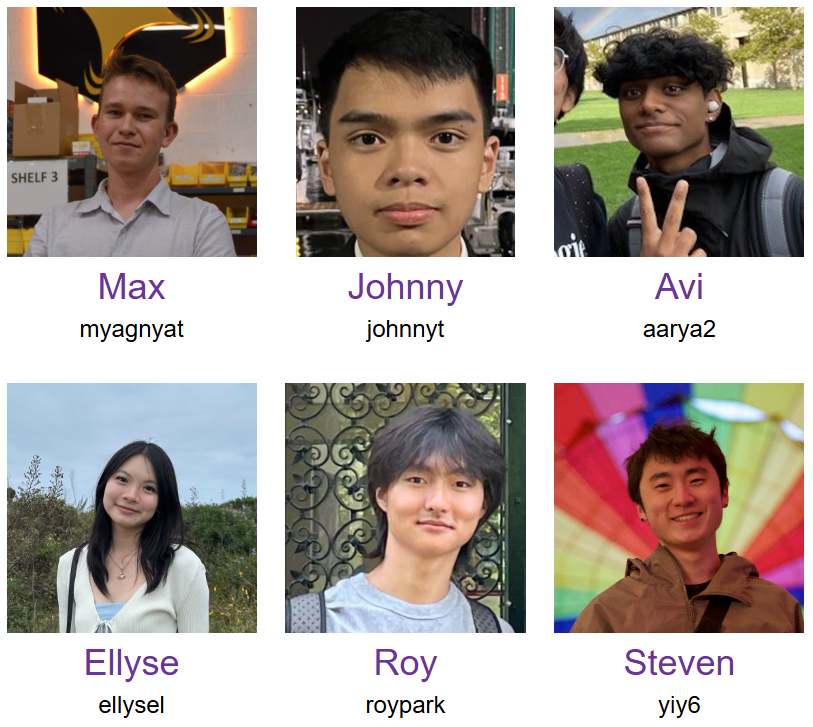 SHELF 3
Max
myagnyat
Johnny
johnnyt
Avi
aarya2
Ellyse
ellysel
Roy
roypark
Steven
yiy6